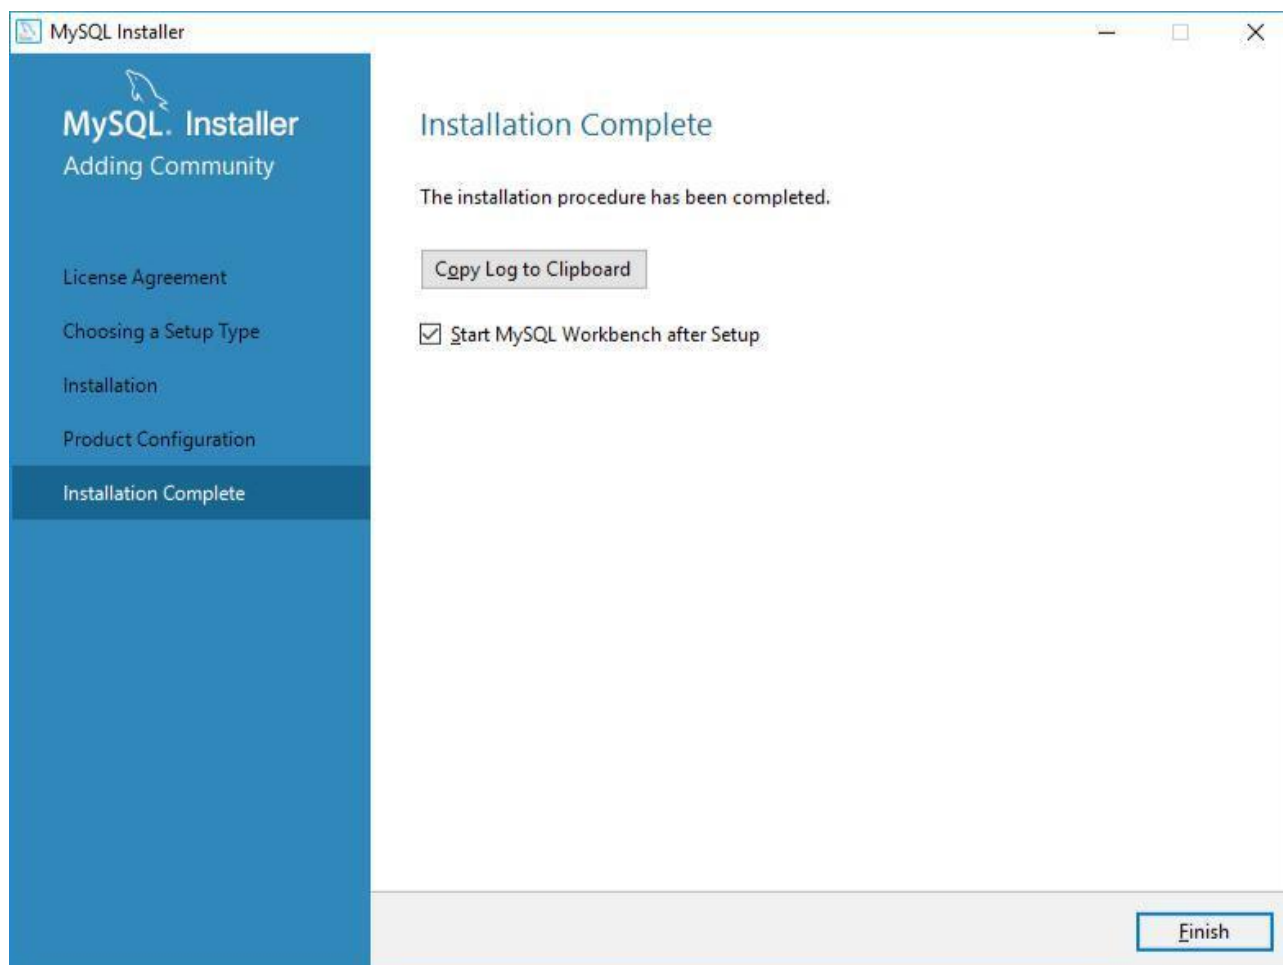 MySQL Installer
MySQL. Installer
Adding Community
License Agreement
Choosing a Setup Type
Installation
Product Configuration
Installation Complete
Installation Complete
The installation procedure has been completed.
Copy Log to Clipboard
Start MySQL Workbench after Setup
Finish